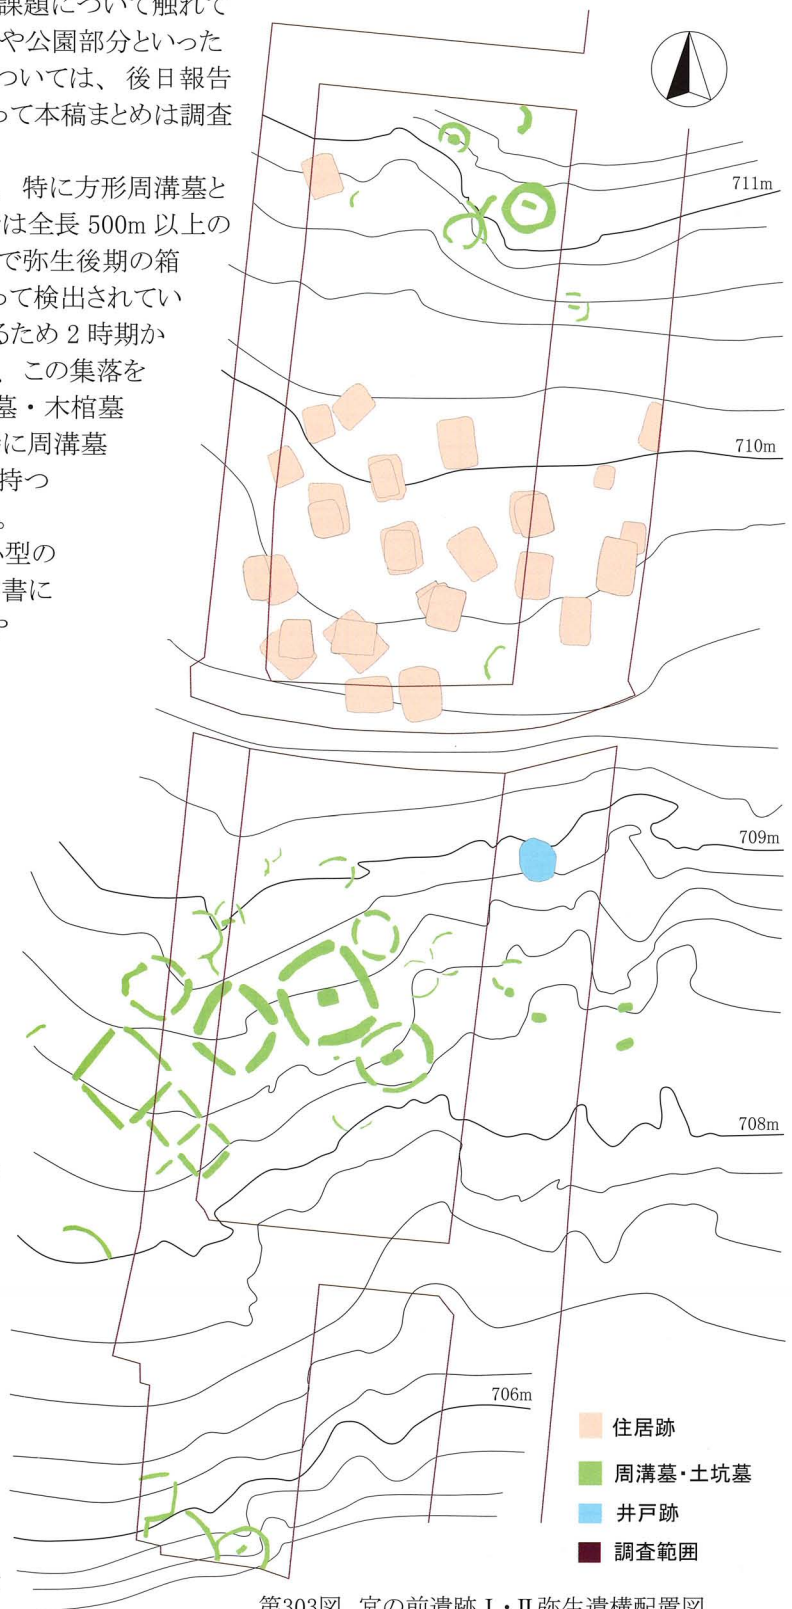 課題について触れて
や公園部分といった
ついては、後日報告
って本稿まとめは調査
特に方形周溝墓と
は全長 500m 以上の
で弥生後期の箱
って検出されてい
るため 2 時期か
、この集落を
墓・木棺墓
に周溝墓
持つ
。
小型の
書に
711m
710m
709m
708m
706m
住居跡
周溝墓・土坑墓
井戸跡
調査範囲
第303図 宮の前遺跡Ⅰ・Ⅱ弥生遺構配置図